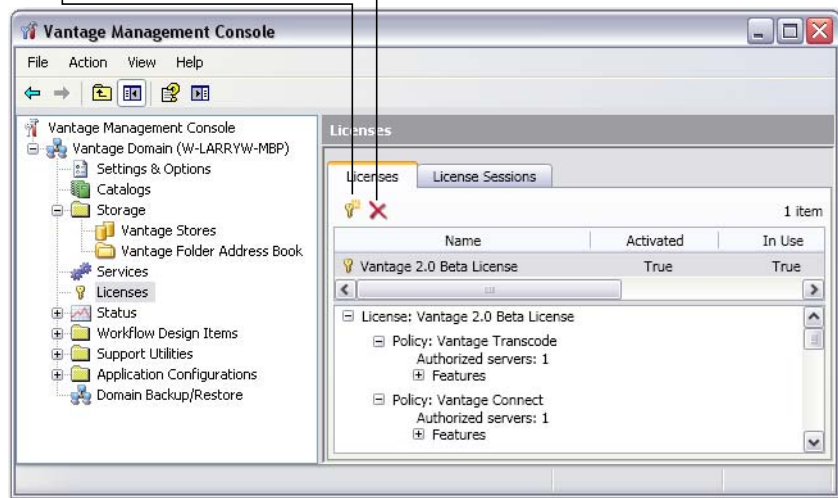 Vantage Management Console
File Action View Help
Vantage Management Console
Vantage Domain (W-LARRYW-MBP)
Settings & Options
Catalogs
Storage
Vantage Stores
Vantage Folder Address Book
Services
Licenses
Status
Workflow Design Items
Support Utilities
Application Configurations
Domain Backup/Restore
Licenses
Licenses License Sessions
1 item
Name Activated In Use
Vantage 2.0 Beta License True True
License: Vantage 2.0 Beta License
Policy: Vantage Transcode
Authorized servers: 1
Features
Policy: Vantage Connect
Authorized servers: 1
Features